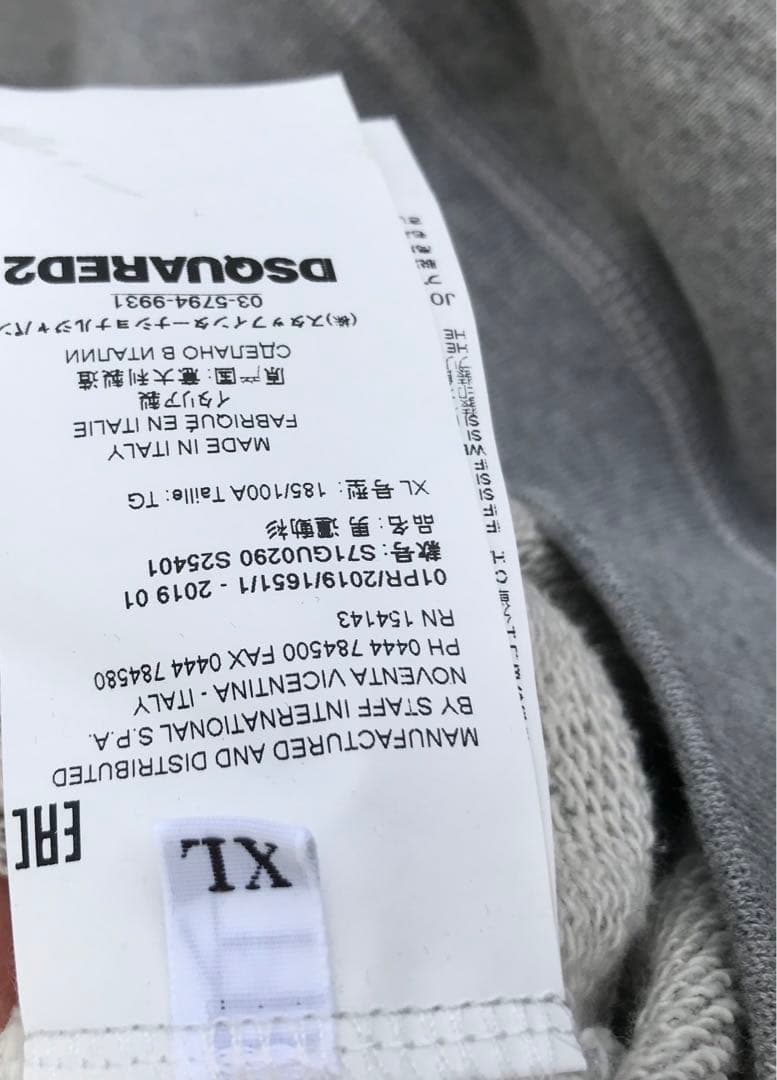 XL
EAC
MANUFACTURED AND DISTRIBUTED
BY STAFF INTERNATIONAL S.P.A.
NOVENTA VICENTINA - ITALY
PH 0444 784500 FAX 0444 784580
RN 154143
01PR/2019/1651/1 - 2019 01
款号: S71GU0290 S25401
品名: 男 運動衫
XL 号型: 185/100A Taille: TG
MADE IN ITALY
FABRIQUÉ EN ITALIE
イタリア製
原产国: 意大利製造
СДЕЛАНО В ИТАЛИИ
(株)スタッフインターナショナルジャパン
03-5794-9931
DSQUARED2